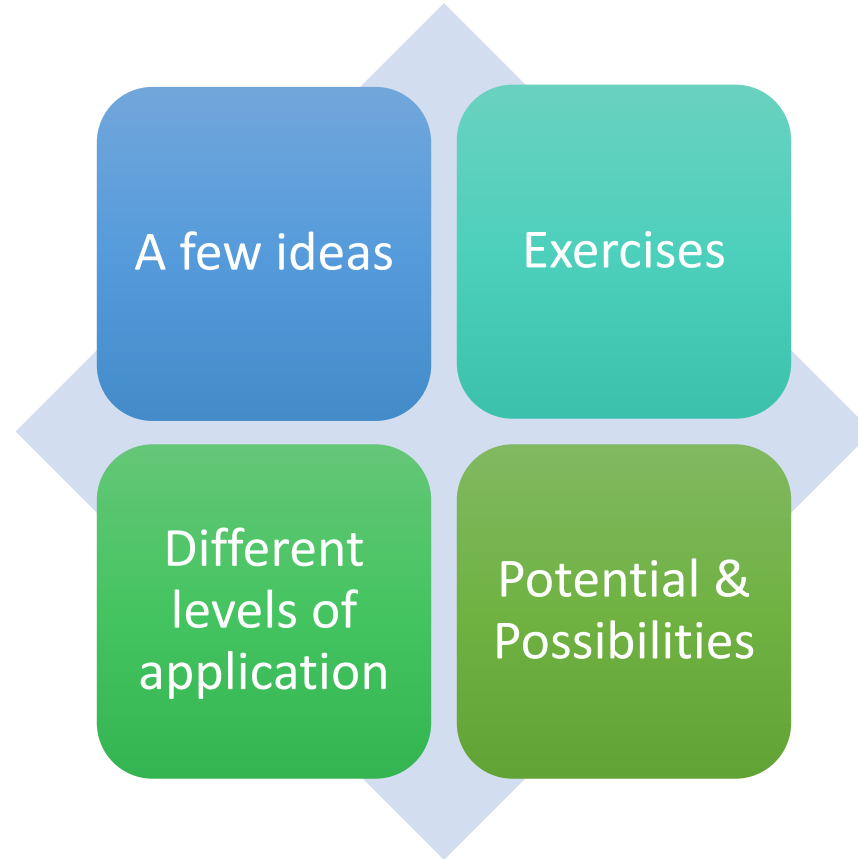 A few ideas
Exercises
Different
levels of
application
Potential &
Possibilities